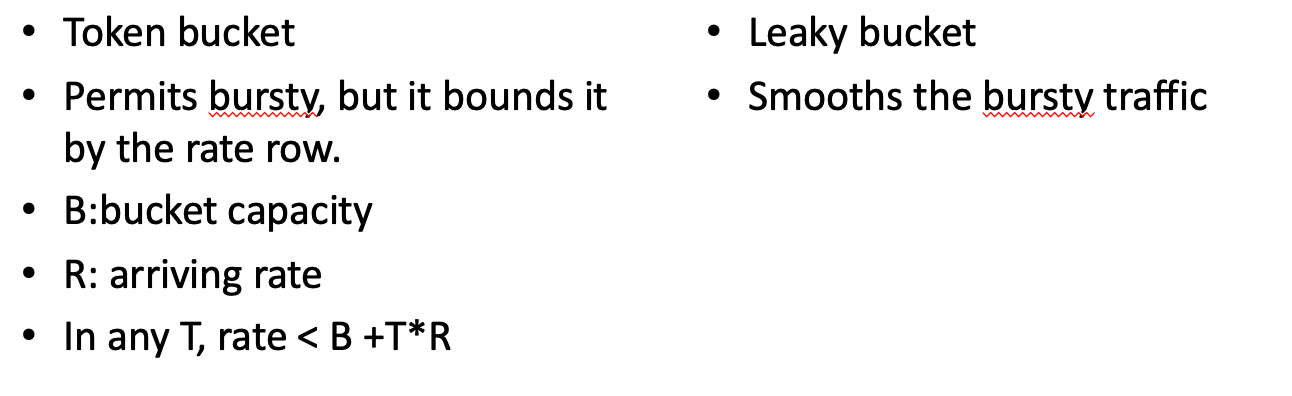 • Token bucket
• Permits bursty, but it bounds it
by the rate row.
• B:bucket capacity
• R: arriving rate
• In any T, rate < B +T*R
• Leaky bucket
• Smooths the bursty traffic